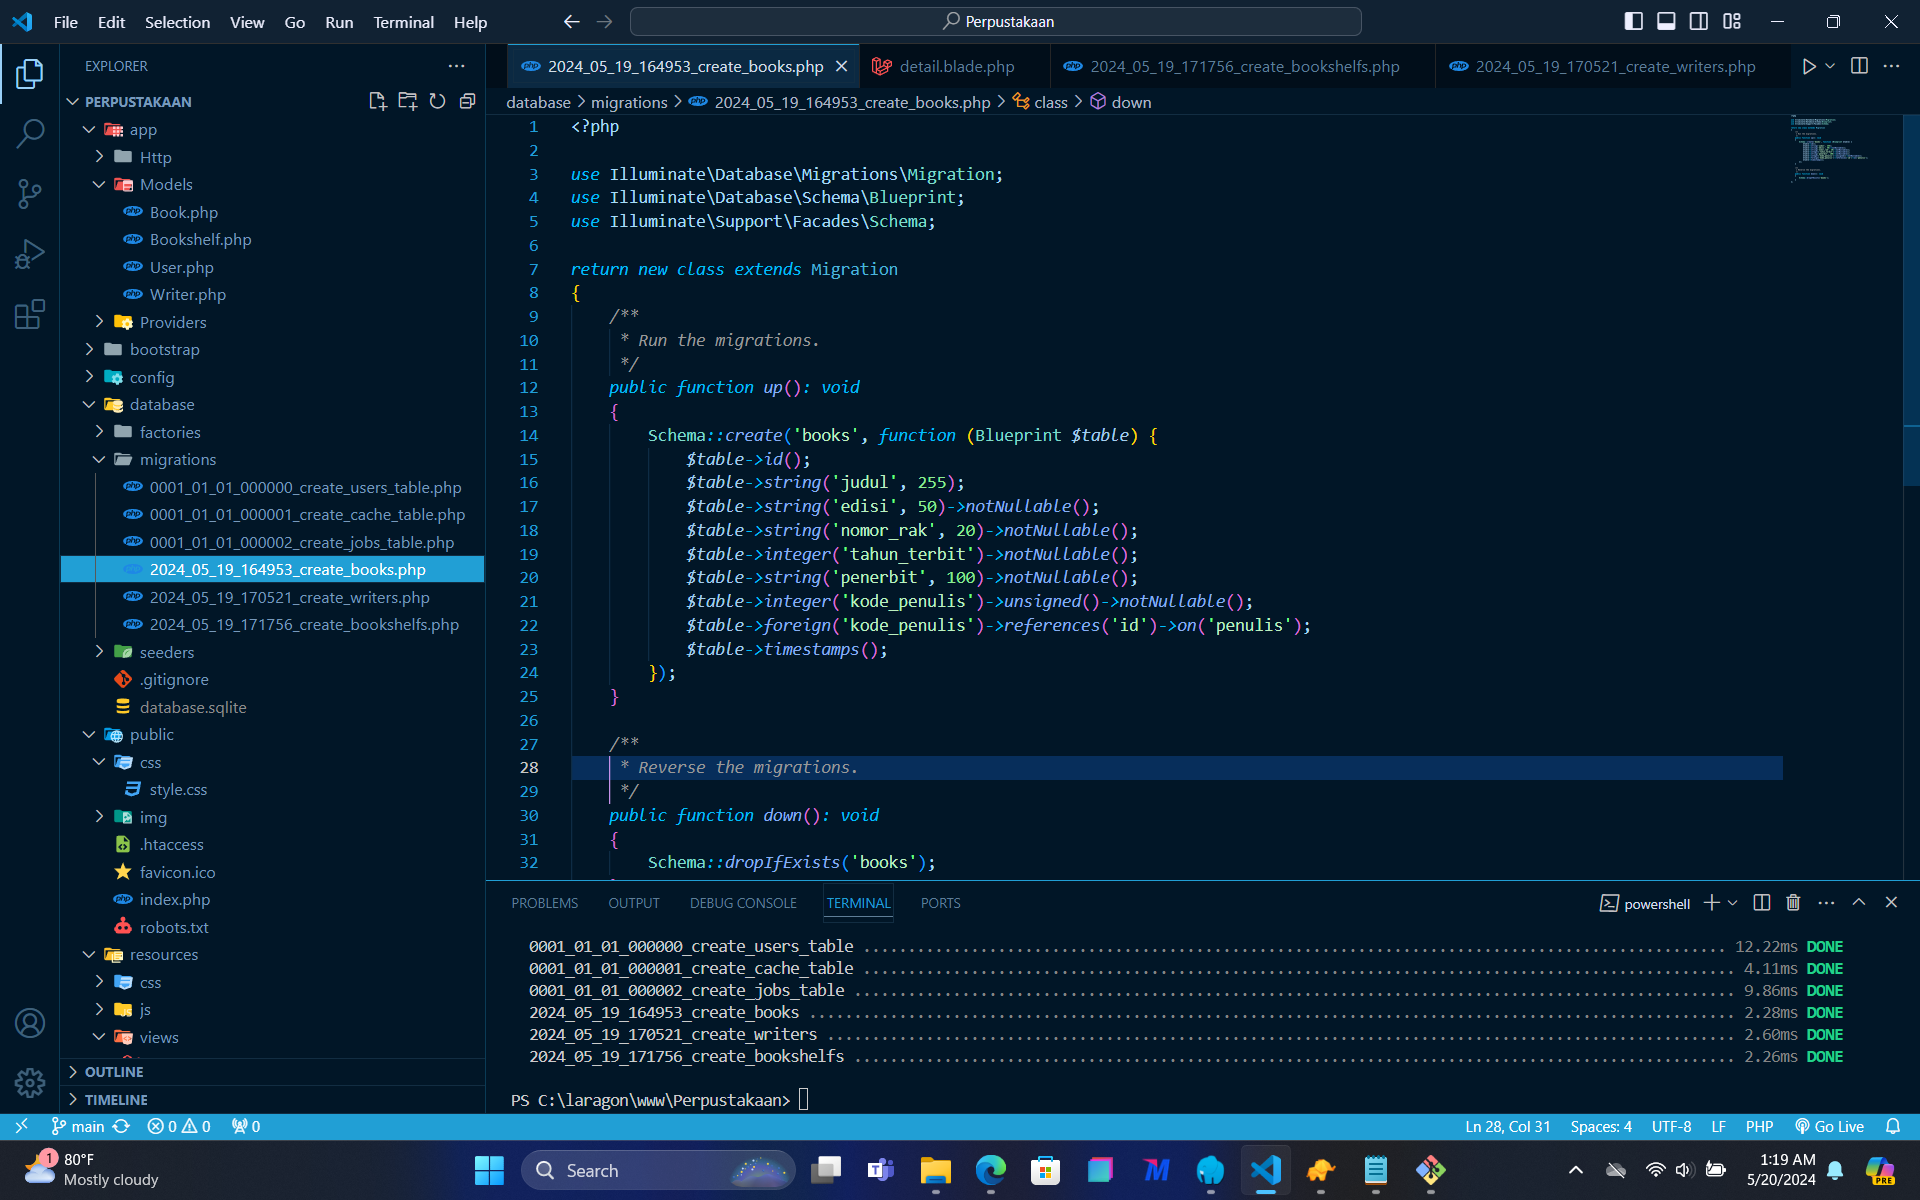 File Edit Selection View Go Run Terminal Help
Perpustakaan
EXPLORER
PERPUSTAKAAN
app
Http
Models
Book.php
Bookshelf.php
User.php
Writer.php
Providers
bootstrap
config
database
factories
migrations
0001_01_01_000000_create_users_table.php
0001_01_01_000001_create_cache_table.php
0001_01_01_000002_create_jobs_table.php
2024_05_19_164953_create_books.php
2024_05_19_170521_create_writers.php
2024_05_19_171756_create_bookshelfs.php
seeders
.gitignore
database.sqlite
public
css
style.css
img
.htaccess
favicon.ico
index.php
robots.txt
resources
css
js
views
OUTLINE
TIMELINE
2024_05_19_164953_create_books.php detail.blade.php 2024_05_19_171756_create_bookshelfs.php 2024_05_19_170521_create_writers.php
database > migrations > 2024_05_19_164953_create_books.php > class > down
1 <?php
2
3 use Illuminate\Database\Migrations\Migration;
4 use Illuminate\Database\Schema\Blueprint;
5 use Illuminate\Support\Facades\Schema;
6
7 return new class extends Migration
8 {
9 /**
10 * Run the migrations.
11 */
12 public function up(): void
13 {
14 Schema::create('books', function (Blueprint $table) {
15 $table->id();
16 $table->string('judul', 255);
17 $table->string('edisi', 50)->notNullable();
18 $table->string('nomor_rak', 20)->notNullable();
19 $table->integer('tahun_terbit')->notNullable();
20 $table->string('penerbit', 100)->notNullable();
21 $table->integer('kode_penulis')->unsigned()->notNullable();
22 $table->foreign('kode_penulis')->references('id')->on('penulis');
23 $table->timestamps();
24 });
25 }
26
27 /**
28 * Reverse the migrations.
29 */
30 public function down(): void
31 {
32 Schema::dropIfExists('books');
PROBLEMS OUTPUT DEBUG CONSOLE TERMINAL PORTS
powershell
0001_01_01_000000_create_users_table ................ 12.22ms DONE
0001_01_01_000001_create_cache_table ................ 4.11ms DONE
0001_01_01_000002_create_jobs_table ................ 9.86ms DONE
2024_05_19_164953_create_books ................ 2.28ms DONE
2024_05_19_170521_create_writers ................ 2.60ms DONE
2024_05_19_171756_create_bookshelfs ................ 2.26ms DONE
PS C:\laragon\www\Perpustakaan>
main 0 0 0
Ln 28, Col 31 Spaces: 4 UTF-8 LF PHP Go Live
1
80°F
Mostly cloudy
Search
1:19 AM
5/20/2024
PRE